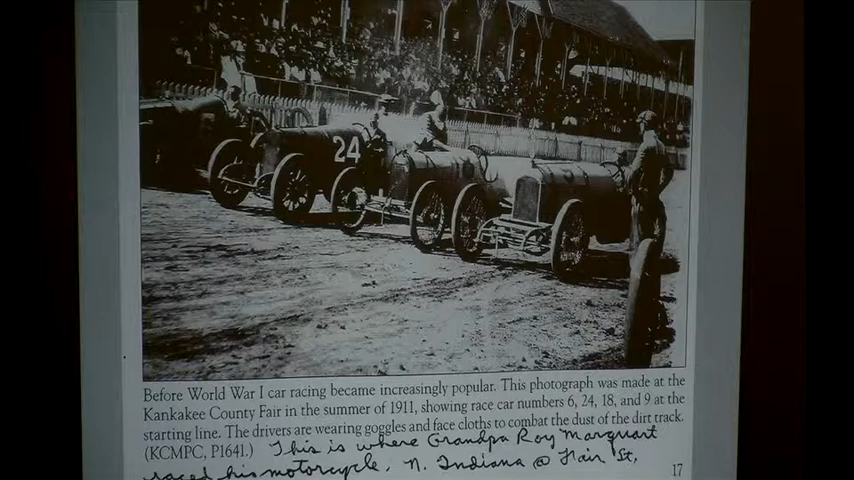 24
Before World War I car racing became increasingly popular. This photograph was made at the
Kankakee County Fair in the summer of 1911, showing race car numbers 6, 24, 18, and 9 at the
starting line. The drivers are wearing goggles and face cloths to combat the dust of the dirt track.
(KCMPC, P1641.) This is where Grandpa Roy Marquart
raced his motorcycle, N. Indiana @ St,
17